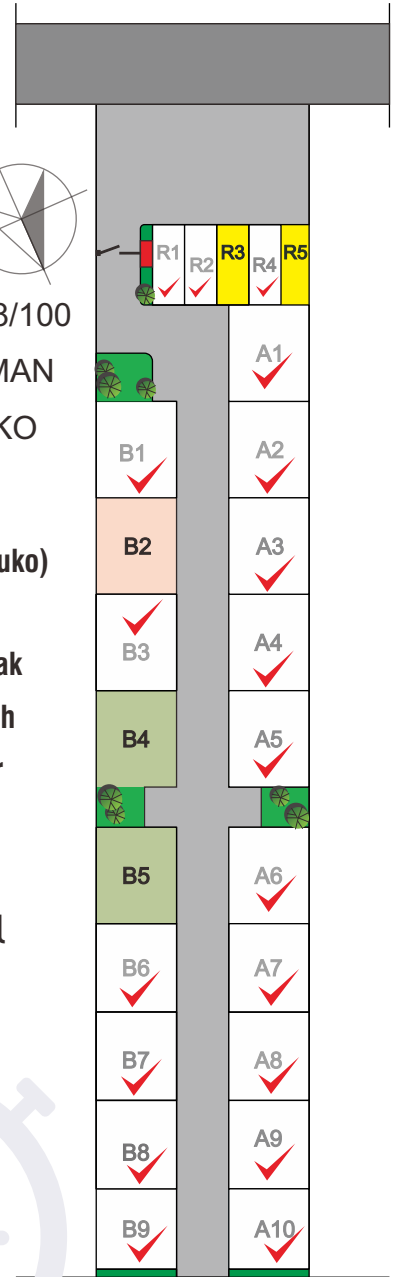 R1 R2 R3 R4 R5
3/100
MAN
KO
uko)
ak
h
A1
B1 A2
B2 A3
B3 A4
B4 A5
B5 A6
B6 A7
B7 A8
B8 A9
B9 A10